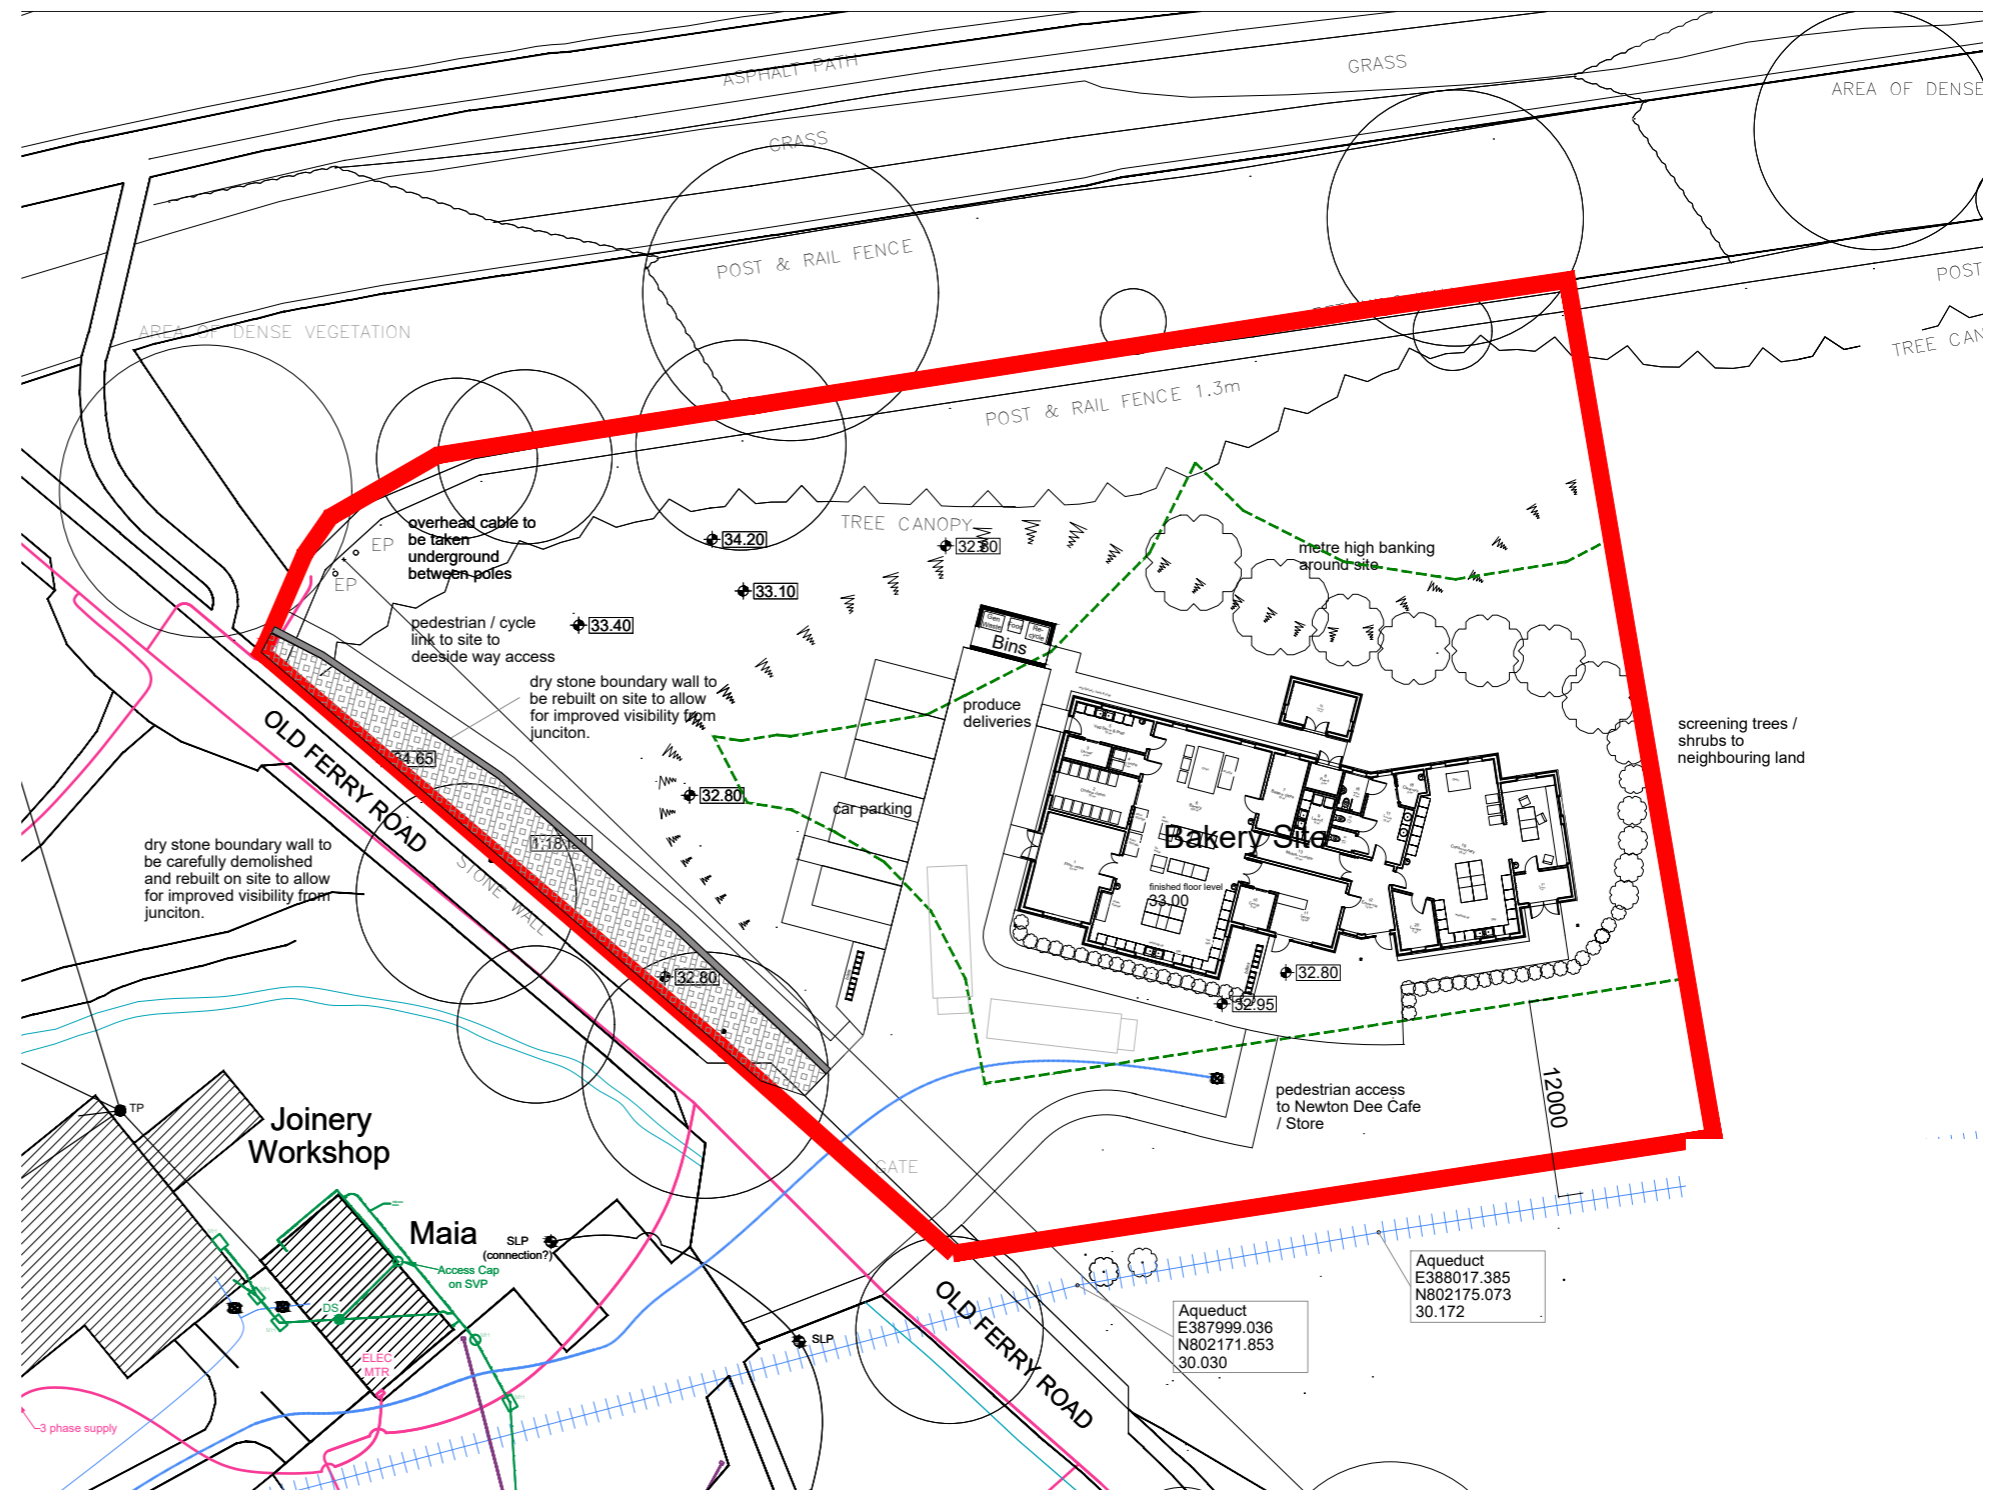 ASPHALT PATH
GRASS
AREA OF DENSE
GRASS
POST & RAIL FENCE
POST
AREA OF DENSE VEGETATION
TREE CAN
POST & RAIL FENCE 1.3m
overhead cable to
be taken
underground
between poles
EP
EP
TREE CANOPY
34.20
32.80
metre high banking
around site
33.10
33.40
pedestrian / cycle
link to site to
deeside way access
Gen
Waste
Food
Re-
cycle
Bins
dry stone boundary wall to
be rebuilt on site to allow
for improved visibility from
junciton.
produce
deliveries
screening trees /
shrubs to
neighbouring land
OLD FERRY ROAD
34.65
32.80
car parking
Bakery Site
finished floor level
33.00
dry stone boundary wall to
be carefully demolished
and rebuilt on site to allow
for improved visibility from
junciton.
STONE WALL
32.80
32.80
32.95
12000
pedestrian access
to Newton Dee Cafe
/ Store
TP
Joinery
Workshop
GATE
Maia
SLP
(connection?)
Access Cap
on SVP
DS
SLP
ELEC
MTR
3 phase supply
OLD FERRY ROAD
Aqueduct
E387999.036
N802171.853
30.030
Aqueduct
E388017.385
N802175.073
30.172